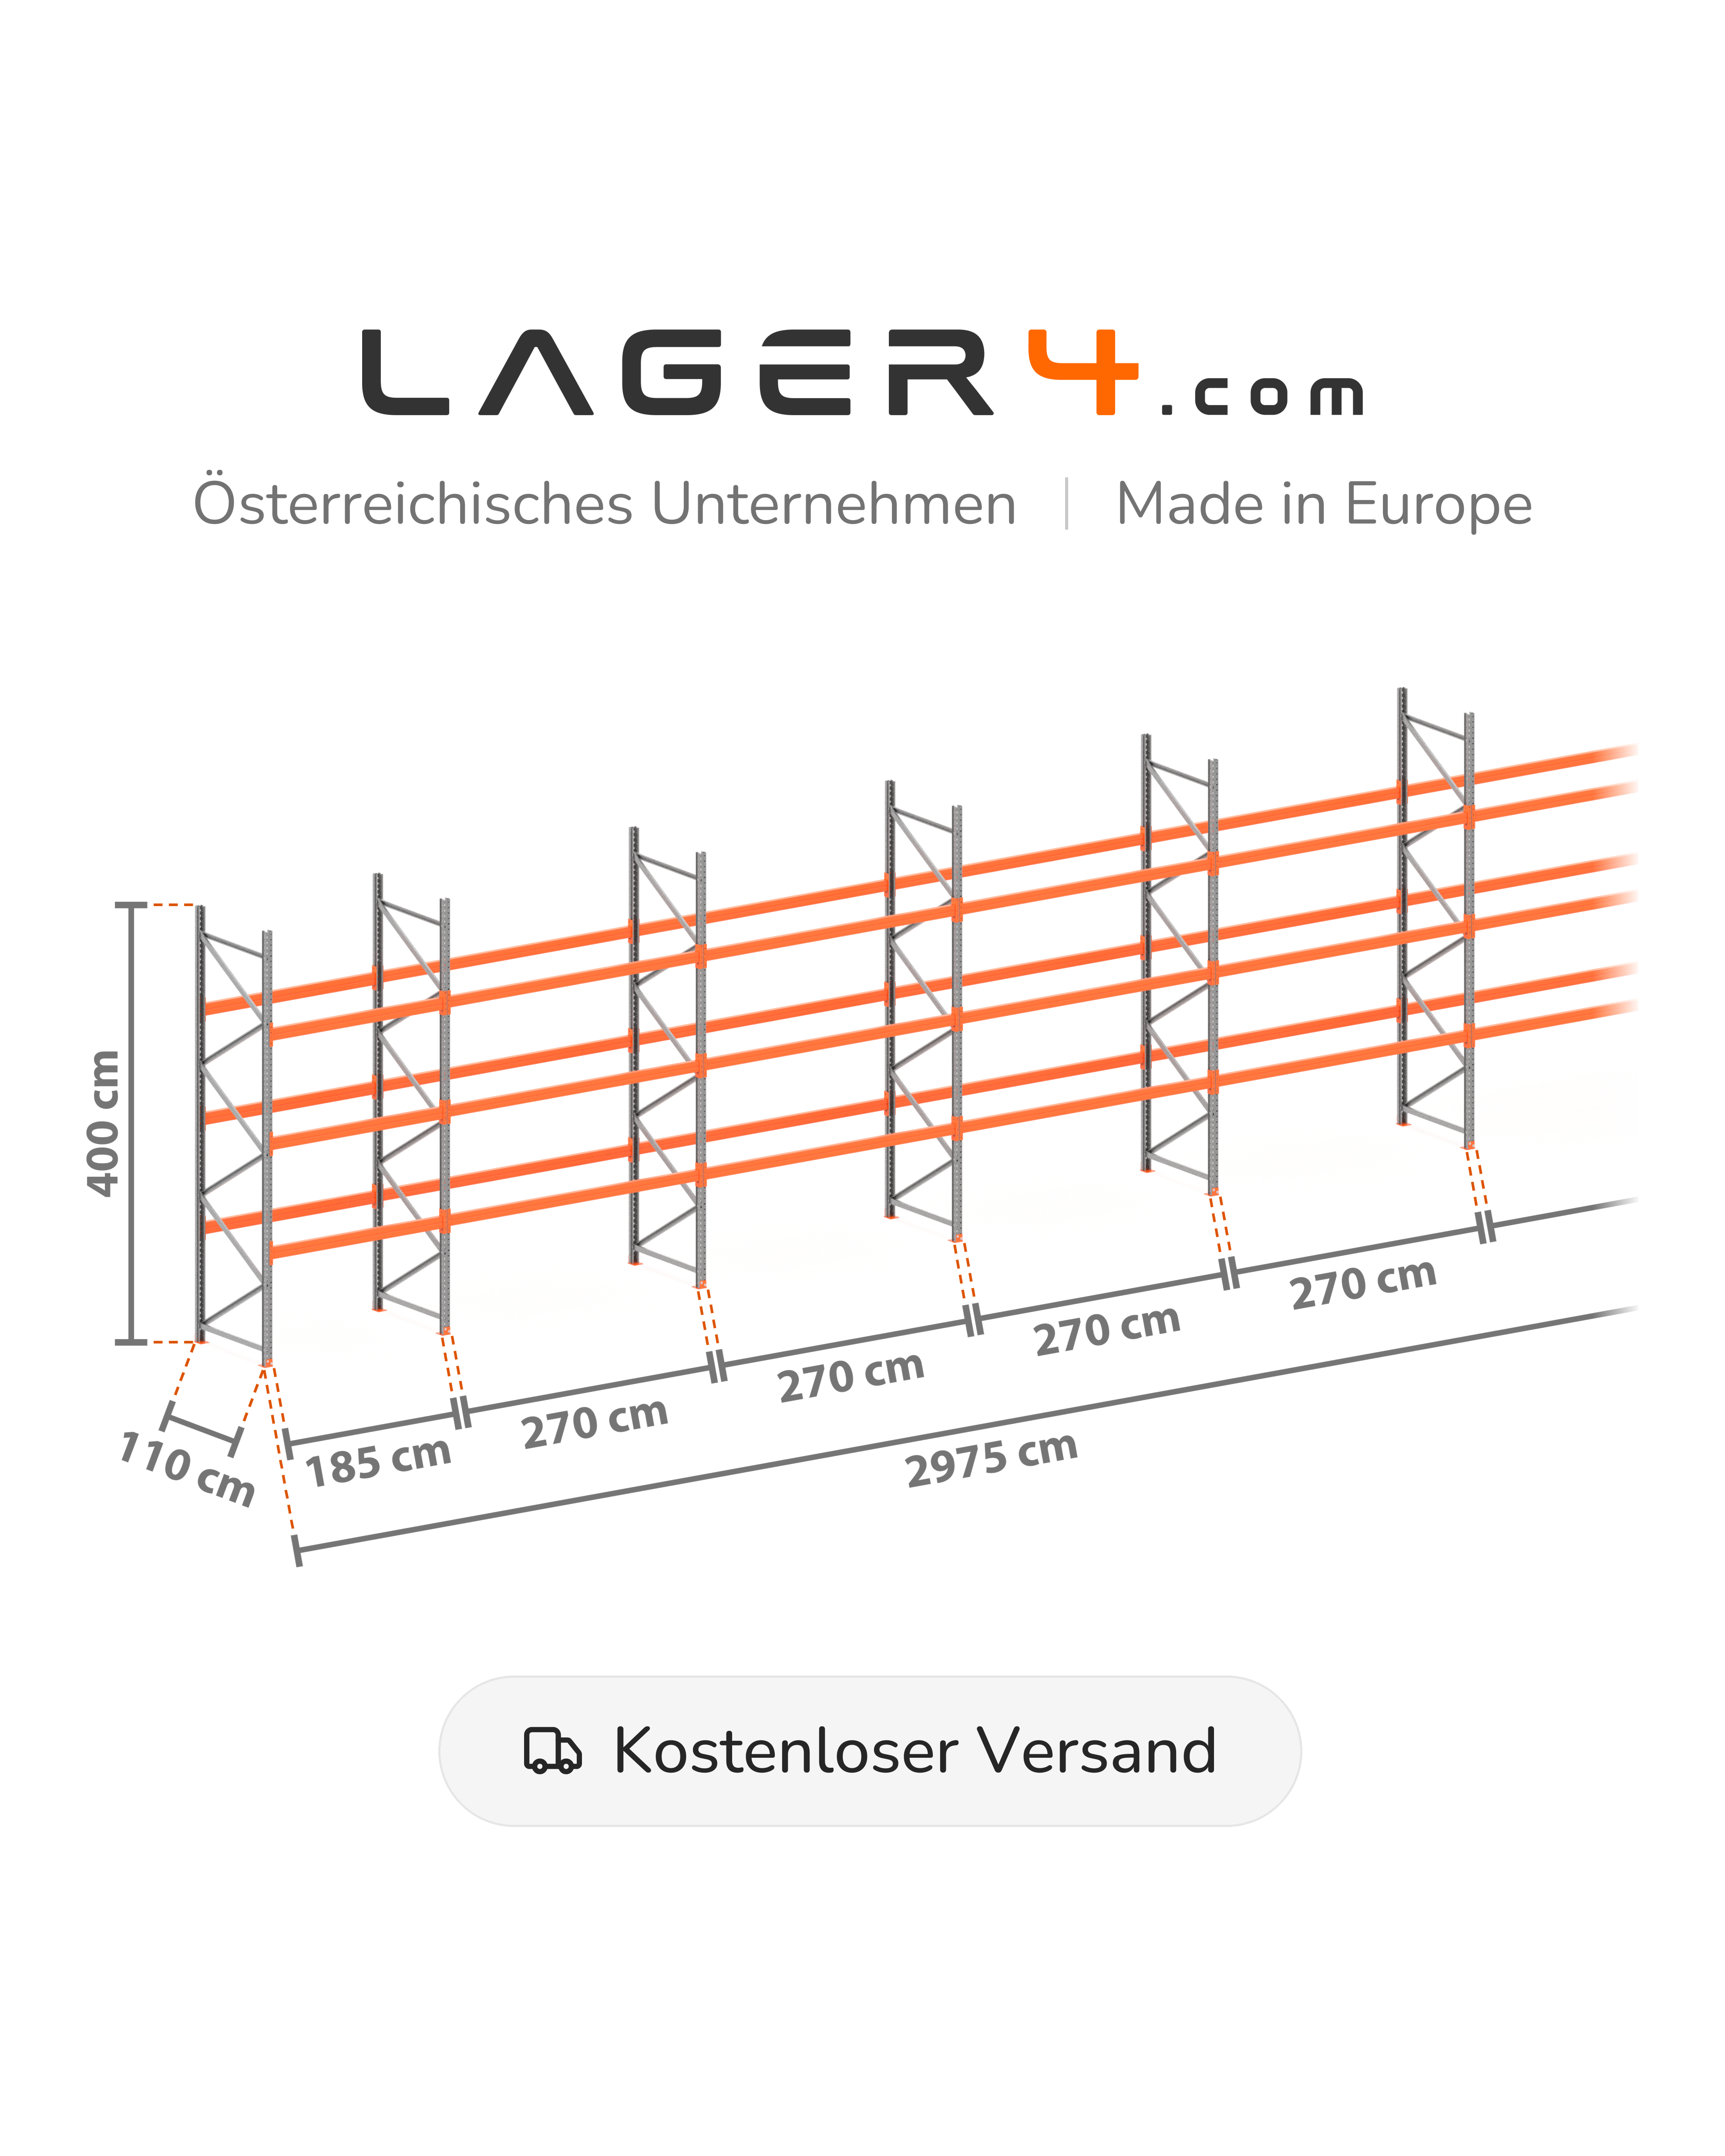 LAGER4.com
Österreichisches Unternehmen | Made in Europe
400 cm
110 cm
185 cm
270 cm
270 cm
270 cm
270 cm
2975 cm
Kostenloser Versand